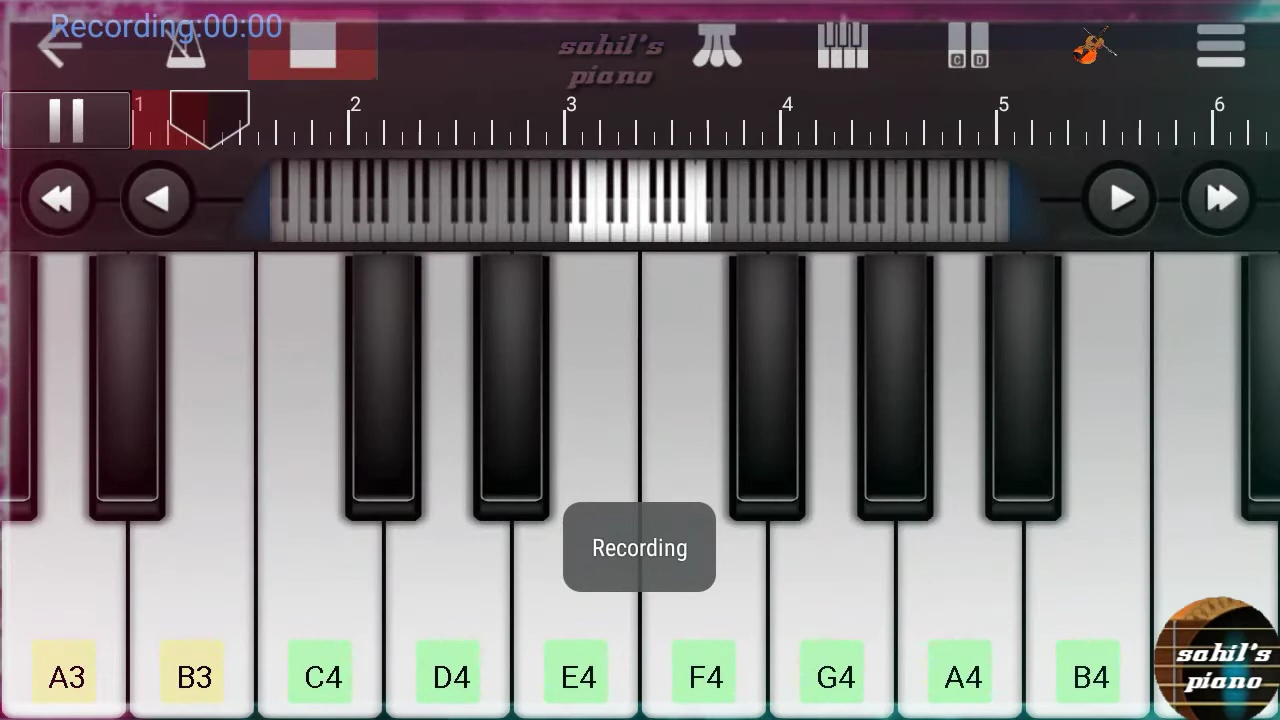 Recording:00:00
sahil's
piano
C D
1 2 3 4 5 6
Recording
A3 B3 C4 D4 E4 F4 G4 A4 B4
sahil's
piano